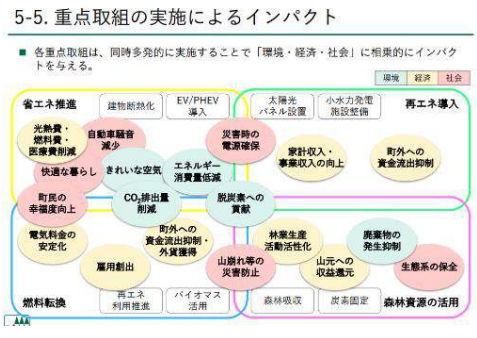 5-5. 重点取組の実施によるインパクト
■ 各重点取組は、同時多発的に実施することで「環境・経済・社会」に相乗的にインパク
トを与える。
環境 経済 社会
省エネ推進
建物断熱化
EV/PHEV
導入
太陽光
パネル設置
小水力発電
施設整備
再エネ導入
光熱費・
燃料費・
医療費削減
自動車騒音
減少
災害時の
電源確保
家計収入・
事業収入の向上
町外への
資金流出抑制
快適な暮らし
きれいな空気
エネルギー
消費量低減
町民の
幸福度向上
CO₂排出量
削減
脱炭素への
貢献
電気料金の
安定化
町外への
資金流出抑制・
外貨獲得
林業生産
活動活性化
廃棄物の
発生抑制
雇用創出
山崩れ等の
災害防止
山元への
収益還元
生態系の保全
燃料転換
再エネ
利用推進
バイオマス
活用
森林吸収
炭素固定
森林資源の活用